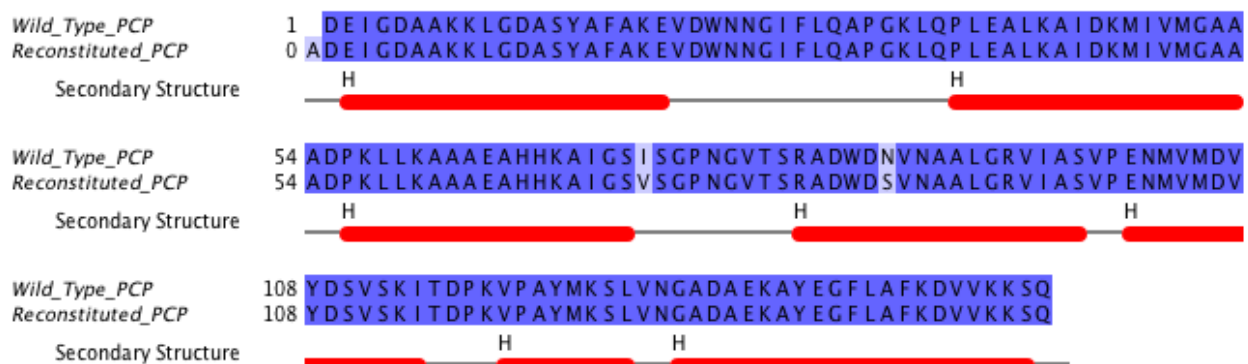 Wild_Type_PCP 1 DEIGDAAKKLGDASYAFAKEVDWNNGIFLQAPGKLQPLEALKAIDKMIVMGAA
Reconstituted_PCP 0 ADEIGDAAKKLGDASYAFAKEVDWNNGIFLQAPGKLQPLEALKAIDKMIVMGAA
H H
Secondary Structure
Wild_Type_PCP 54 ADPKLLKAAAEAHHKAIGSISGPNGVTSRADWDNVNAALGRVIASVPENMVMDV
Reconstituted_PCP 54 ADPKLLKAAAEAHHKAIGSVSGPNGVTSRADWDSVNAALGRVIASVPENMVMDV
H H H
Secondary Structure
Wild_Type_PCP 108 YDSVSKITDPKVPAYMKSLVNGADAEKAYEGFLAFKDVVKKSQ
Reconstituted_PCP 108 YDSVSKITDPKVPAYMKSLVNGADAEKAYEGFLAFKDVVKKSQ
H H
Secondary Structure